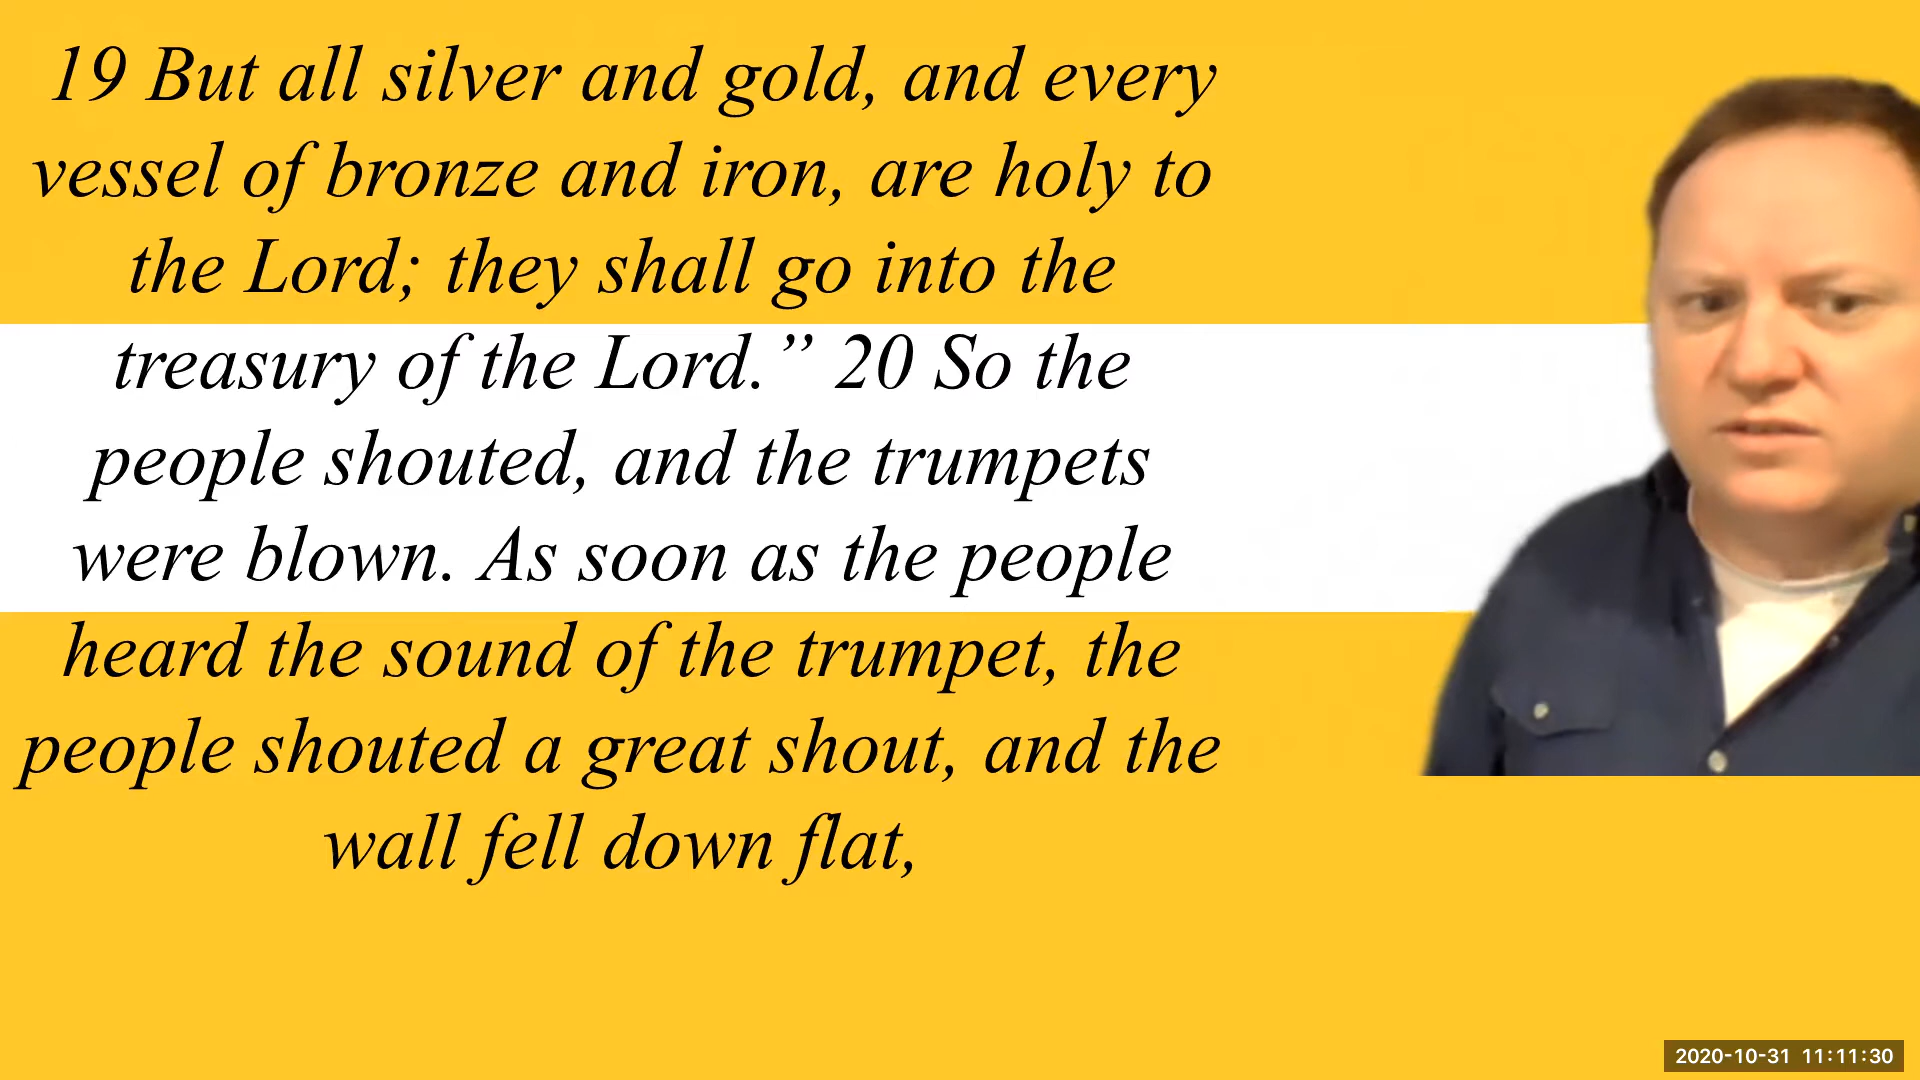 19 But all silver and gold, and every
vessel of bronze and iron, are holy to
the Lord; they shall go into the
treasury of the Lord.” 20 So the
people shouted, and the trumpets
were blown. As soon as the people
heard the sound of the trumpet, the
people shouted a great shout, and the
wall fell down flat,
2020-10-31 11:11:30